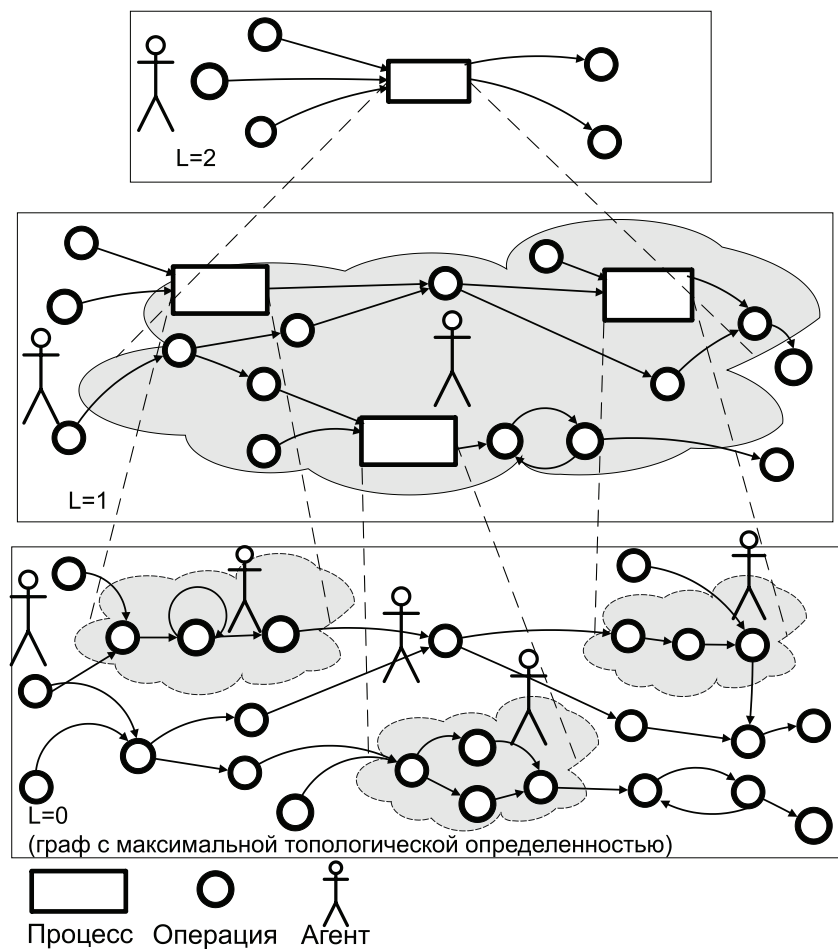 L=2
L=1
L=0
(граф с максимальной топологической определенностью)
Процесс Операция Агент